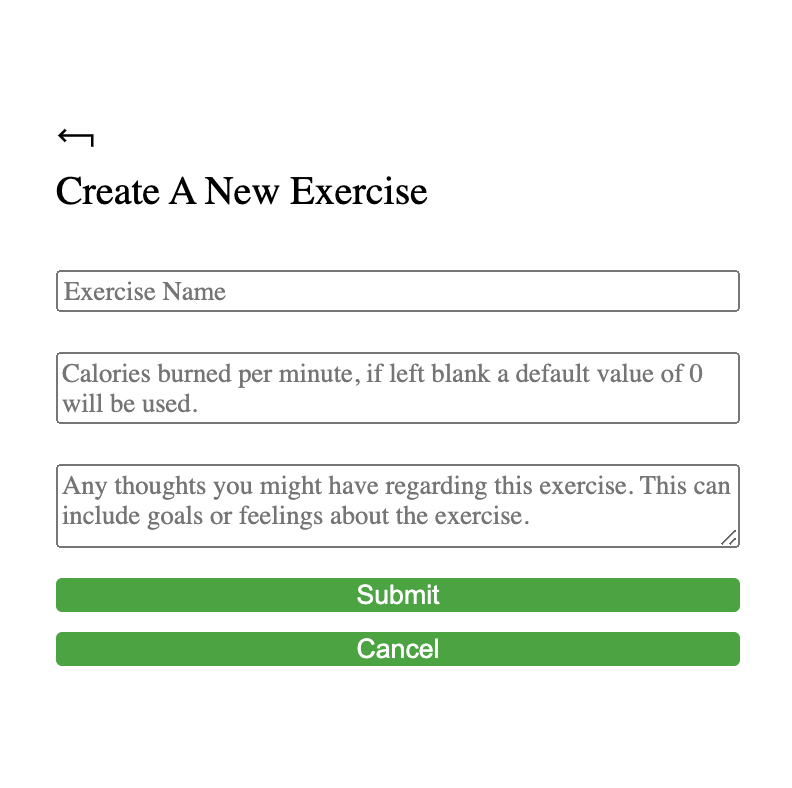 Create A New Exercise
Exercise Name
Calories burned per minute, if left blank a default value of 0
will be used.
Any thoughts you might have regarding this exercise. This can
include goals or feelings about the exercise.
Submit
Cancel